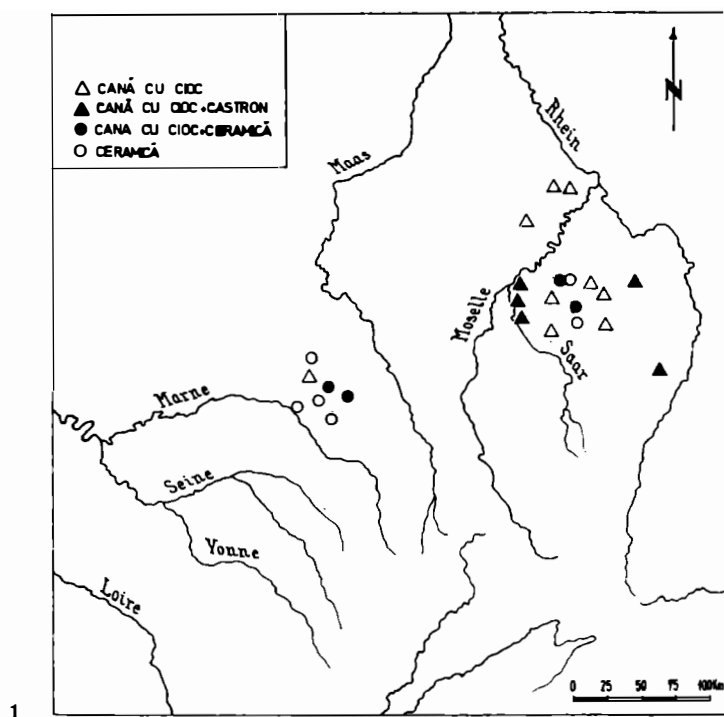 CANĂ CU CIOC
CANĂ CU CIOC+CASTRON
CANA CU CIOC+CERAMICĂ
CERAMICĂ
N
Rhein
Maas
Moselle
Saar
Marne
Seine
Yonne
Loire
0 25 50 75 100Km
1